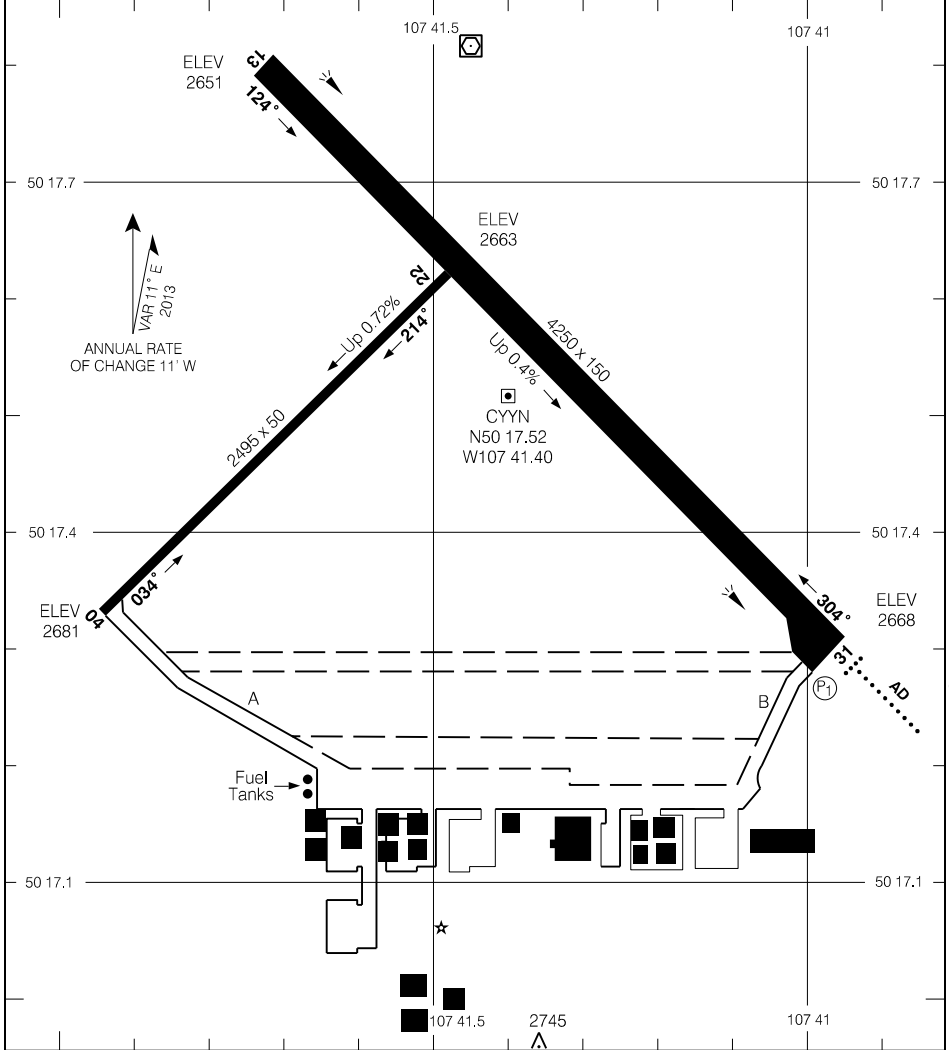 107 41.5
107 41
13
ELEV
2651
124°
50 17.7
50 17.7
ELEV
2663
VAR 11° E
2013
ANNUAL RATE
OF CHANGE 11' W
22
Up 0.72%
214°
Up 0.4%
4250 x 150
CYYN
N50 17.52
W107 41.40
2495 x 50
50 17.4
50 17.4
034°
04
ELEV
2681
304°
ELEV
2668
31
P1
AD
A
B
Fuel
Tanks
50 17.1
50 17.1
107 41.5
2745
107 41